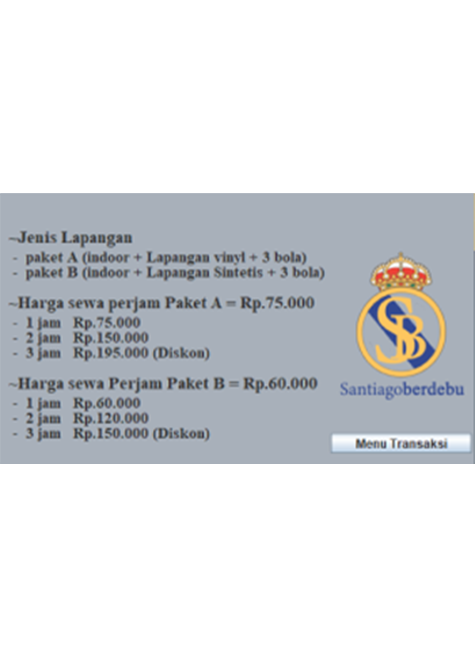 ~Jenis Lapangan
- paket A (indoor + Lapangan vinyl + 3 bola)
- paket B (indoor + Lapangan Sintetis + 3 bola)
~Harga sewa perjam Paket A = Rp.75.000
- 1 jam Rp.75.000
- 2 jam Rp.150.000
- 3 jam Rp.195.000 (Diskon)
~Harga sewa Perjam Paket B = Rp.60.000
- 1 jam Rp.60.000
- 2 jam Rp.120.000
- 3 jam Rp.150.000 (Diskon)
SB
Santiagoberdebu
Menu Transaksi